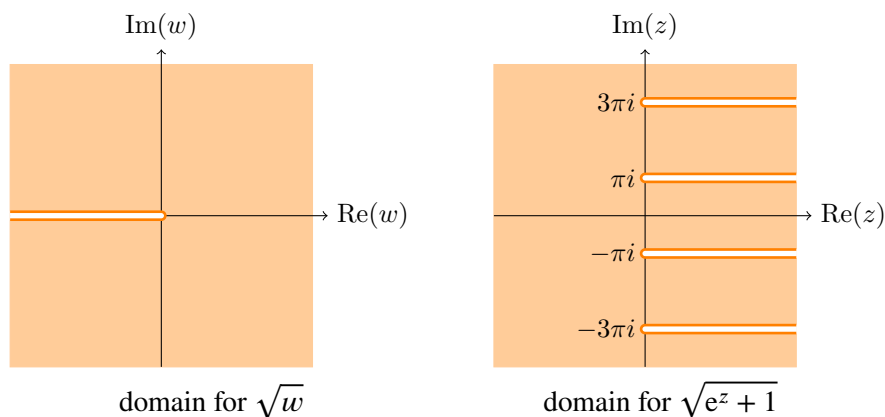 Im(w)
Re(w)
domain for √w
Im(z)
3πi
πi
Re(z)
−πi
−3πi
domain for √(e^z + 1)